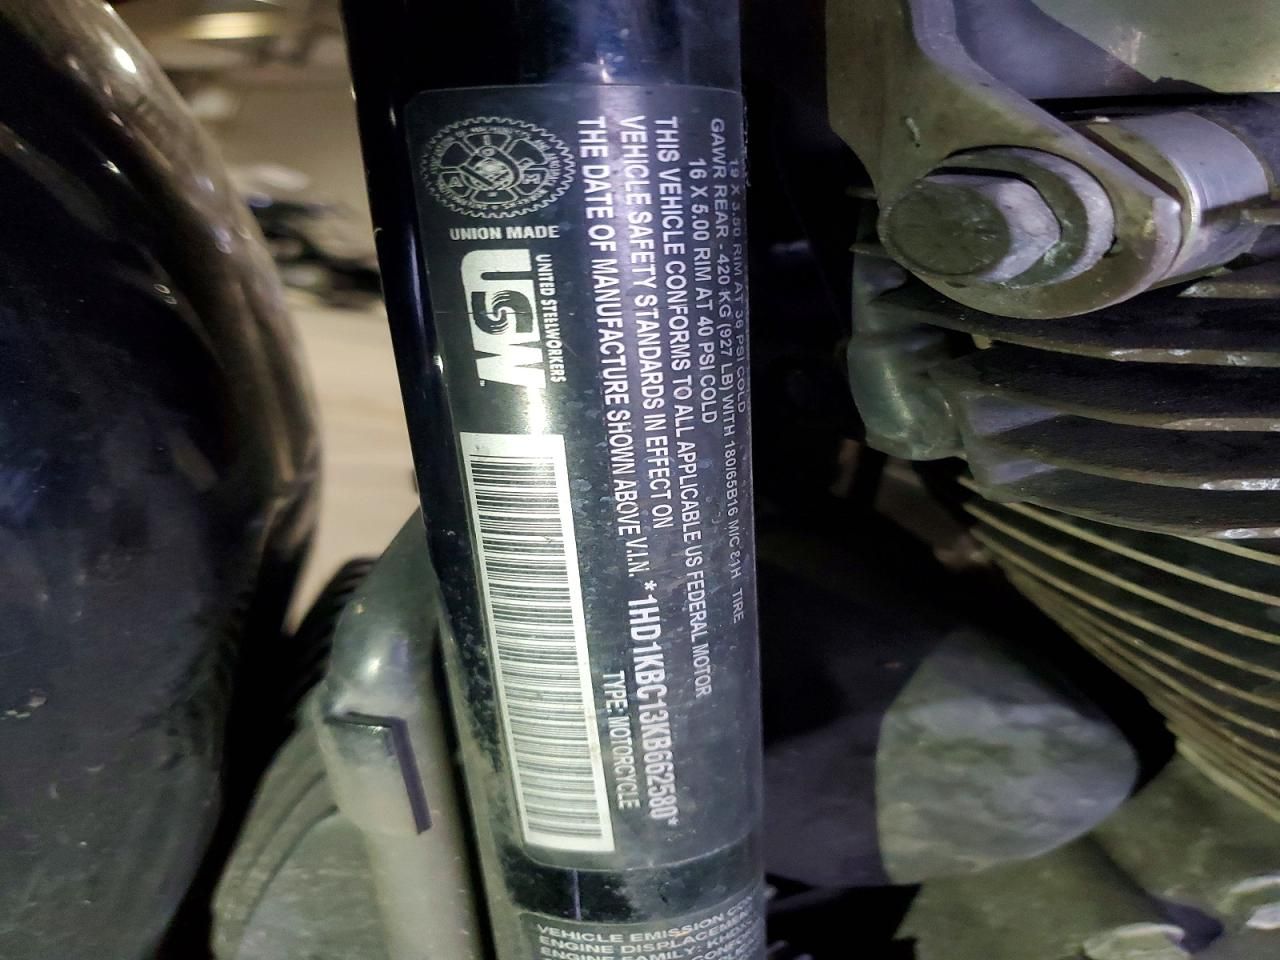 19 X 3.50 RIM AT 36 PSI COLD
GAWR REAR - 420 KG (927 LB) WITH 180/65B16 M/C 81H TIRE
16 X 5.00 RIM AT 40 PSI COLD
THIS VEHICLE CONFORMS TO ALL APPLICABLE US FEDERAL MOTOR
VEHICLE SAFETY STANDARDS IN EFFECT ON
THE DATE OF MANUFACTURE SHOWN ABOVE V.I.N. *1HD1KBC13KB662580*
TYPE: MOTORCYCLE
UNION MADE
UNITED STEELWORKERS
USW
VEHICLE EMISSION
ENGINE DISPLACEMENT
ENGINE FAMILY: